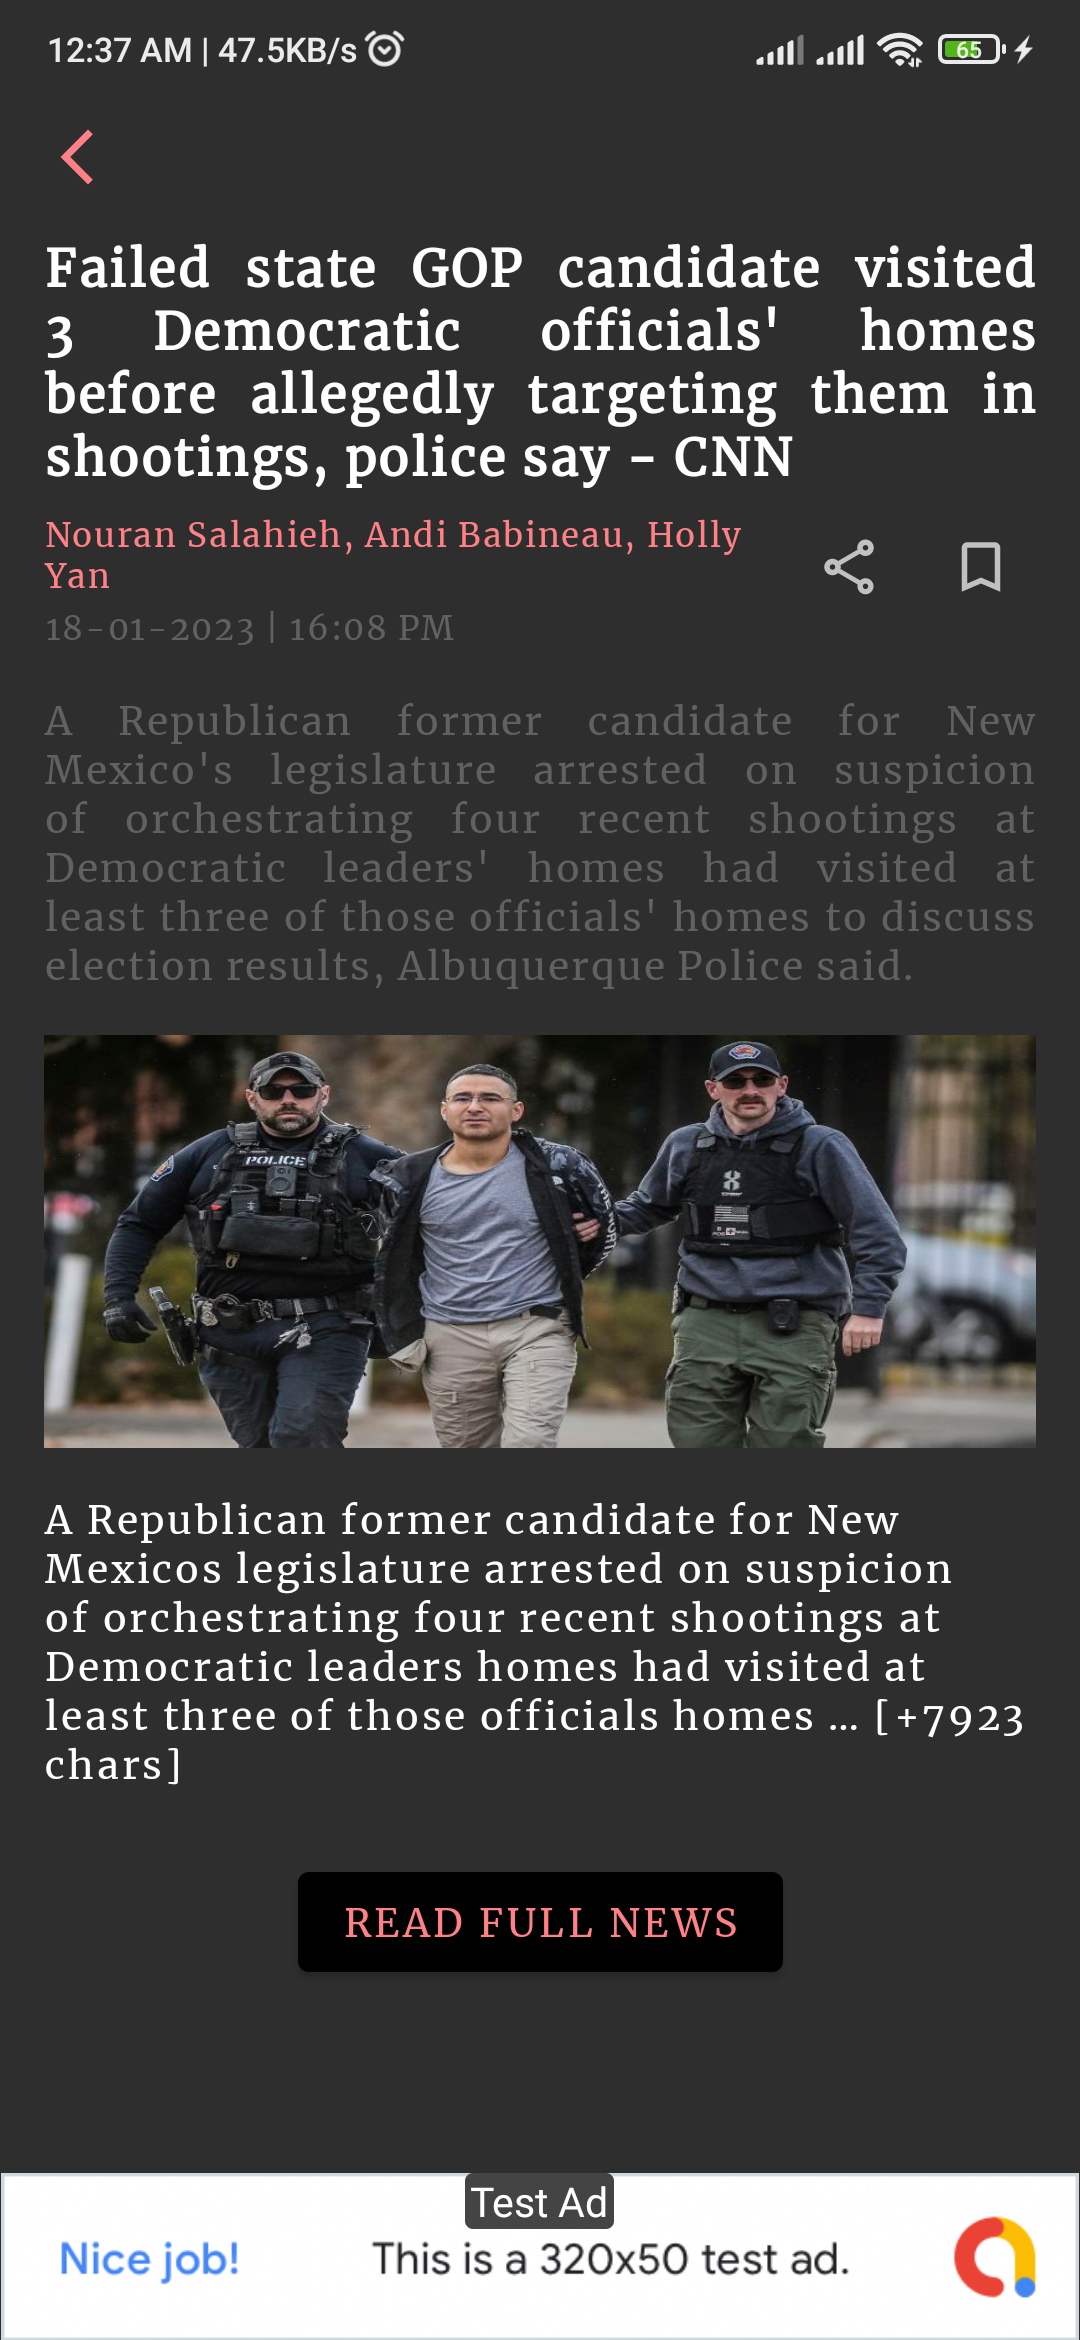 12:37 AM | 47.5KB/s
65
Failed state GOP candidate visited
3 Democratic officials' homes
before allegedly targeting them in
shootings, police say - CNN
Nouran Salahieh, Andi Babineau, Holly
Yan
18-01-2023 | 16:08 PM
A Republican former candidate for New
Mexico's legislature arrested on suspicion
of orchestrating four recent shootings at
Democratic leaders' homes had visited at
least three of those officials' homes to discuss
election results, Albuquerque Police said.
POLICE
A Republican former candidate for New
Mexicos legislature arrested on suspicion
of orchestrating four recent shootings at
Democratic leaders homes had visited at
least three of those officials homes … [+7923
chars]
READ FULL NEWS
Test Ad
Nice job!
This is a 320x50 test ad.